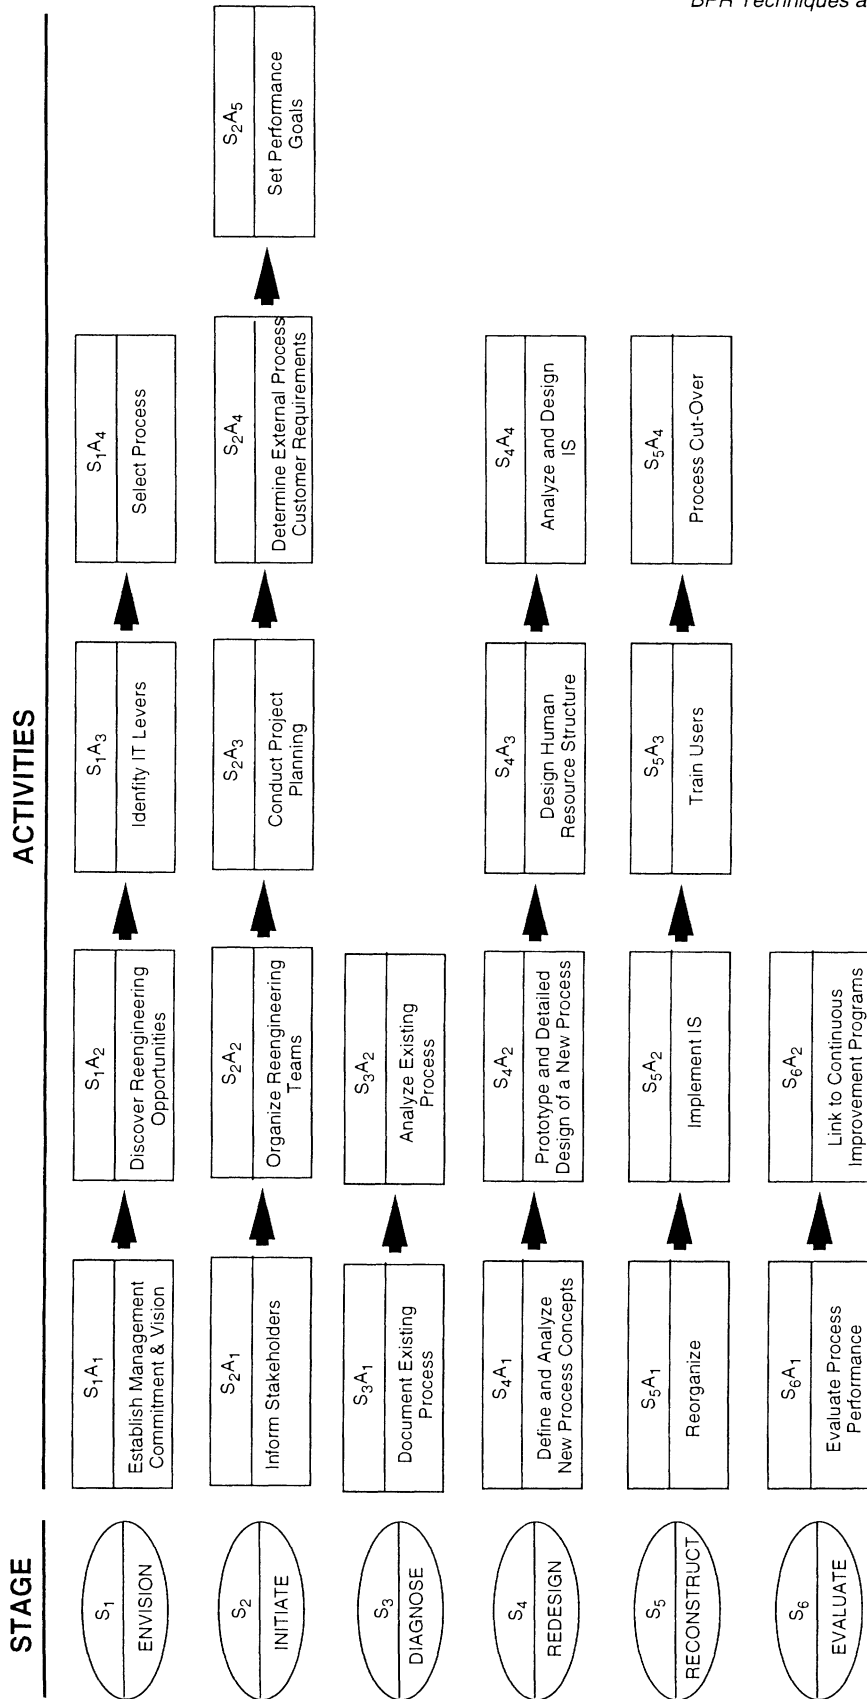 BPR Techniques a
STAGE
ACTIVITIES
S1
ENVISION
S1A1
Establish Management
Commitment & Vision
S1A2
Discover Reengineering
Opportunities
S1A3
Idenfity IT Levers
S1A4
Select Process
S2
INITIATE
S2A1
Inform Stakeholders
S2A2
Organize Reengineering
Teams
S2A3
Conduct Project
Planning
S2A4
Determine External Process
Customer Requirements
S2A5
Set Performance
Goals
S3
DIAGNOSE
S3A1
Document Existing
Process
S3A2
Analyze Existing
Process
S4
REDESIGN
S4A1
Define and Analyze
New Process Concepts
S4A2
Prototype and Detailed
Design of a New Process
S4A3
Design Human
Resource Structure
S4A4
Analyze and Design
IS
S5
RECONSTRUCT
S5A1
Reorganize
S5A2
Implement IS
S5A3
Train Users
S5A4
Process Cut-Over
S6
EVALUATE
S6A1
Evaluate Process
Performance
S6A2
Link to Continuous
Improvement Programs